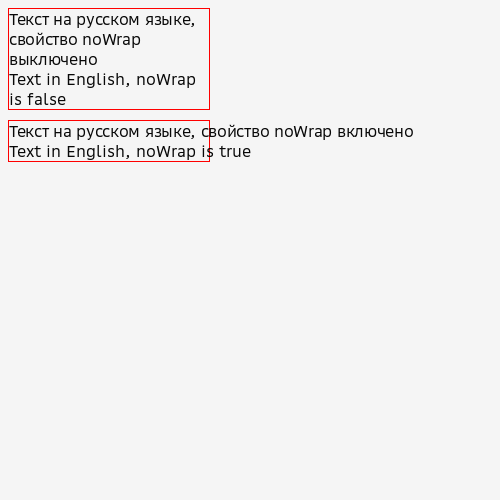 Текст на русском языке,
свойство noWrap
выключено
Text in English, noWrap
is false
Текст на русском языке, свойство noWrap включено
Text in English, noWrap is true